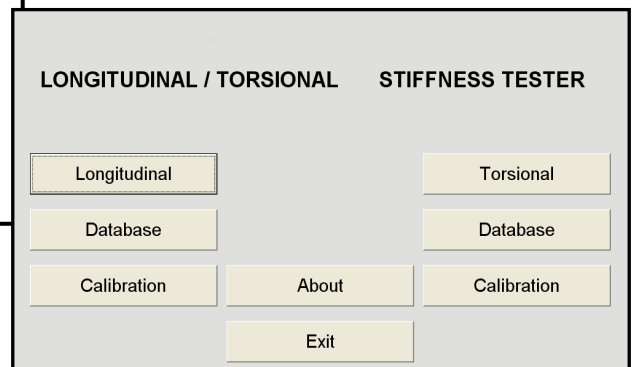 LONGITUDINAL / TORSIONAL STIFFNESS TESTER
Longitudinal Torsional
Database Database
Calibration About Calibration
Exit